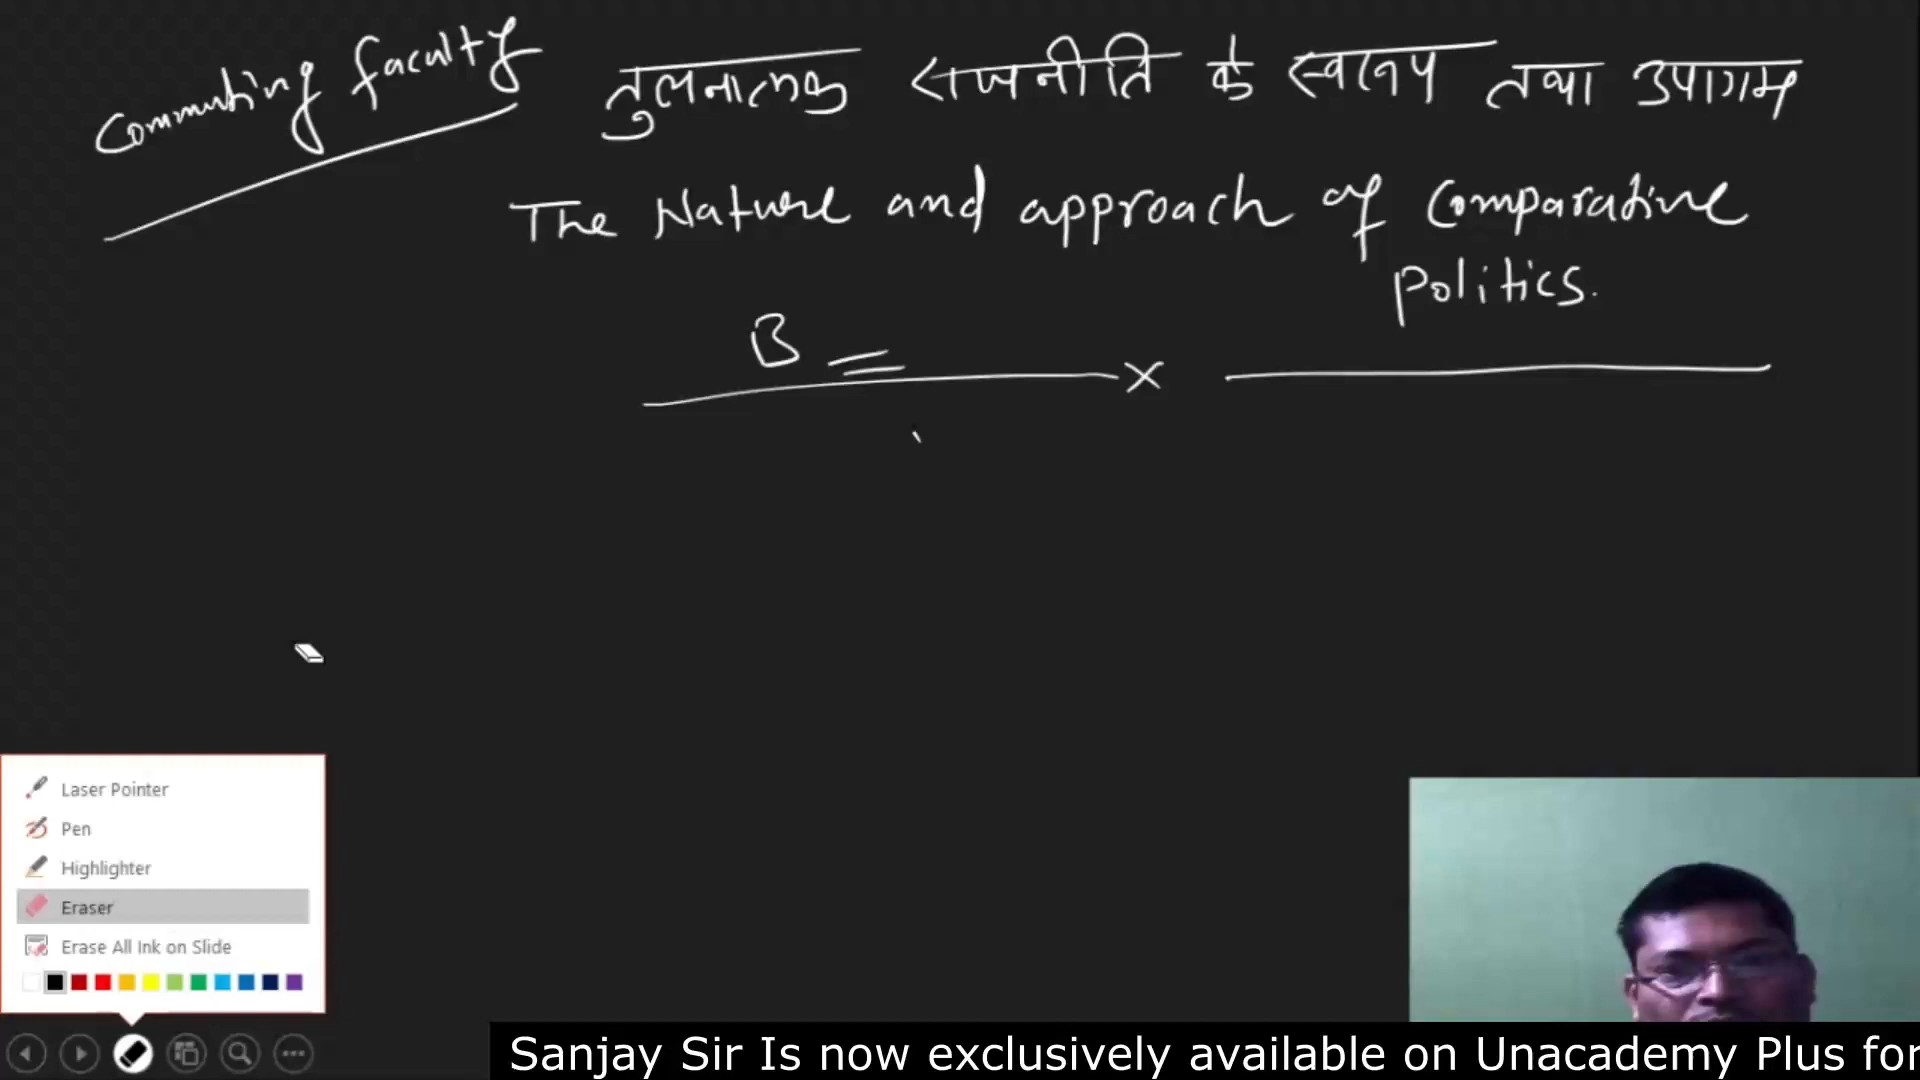 Commuting faculty
तुलनात्मक राजनीति के स्वरूप तथा उपागम
The Nature and approach of Comparative
politics.
B =
×
Laser Pointer
Pen
Highlighter
Eraser
Erase All Ink on Slide
Sanjay Sir Is now exclusively available on Unacademy Plus for